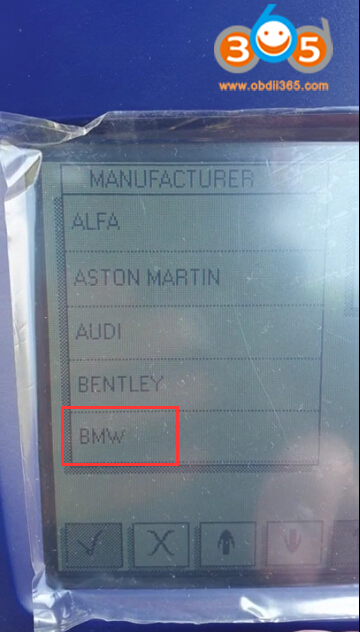 365
www.obdii365.com
MANUFACTURER
ALFA
ASTON MARTIN
AUDI
BENTLEY
BMW